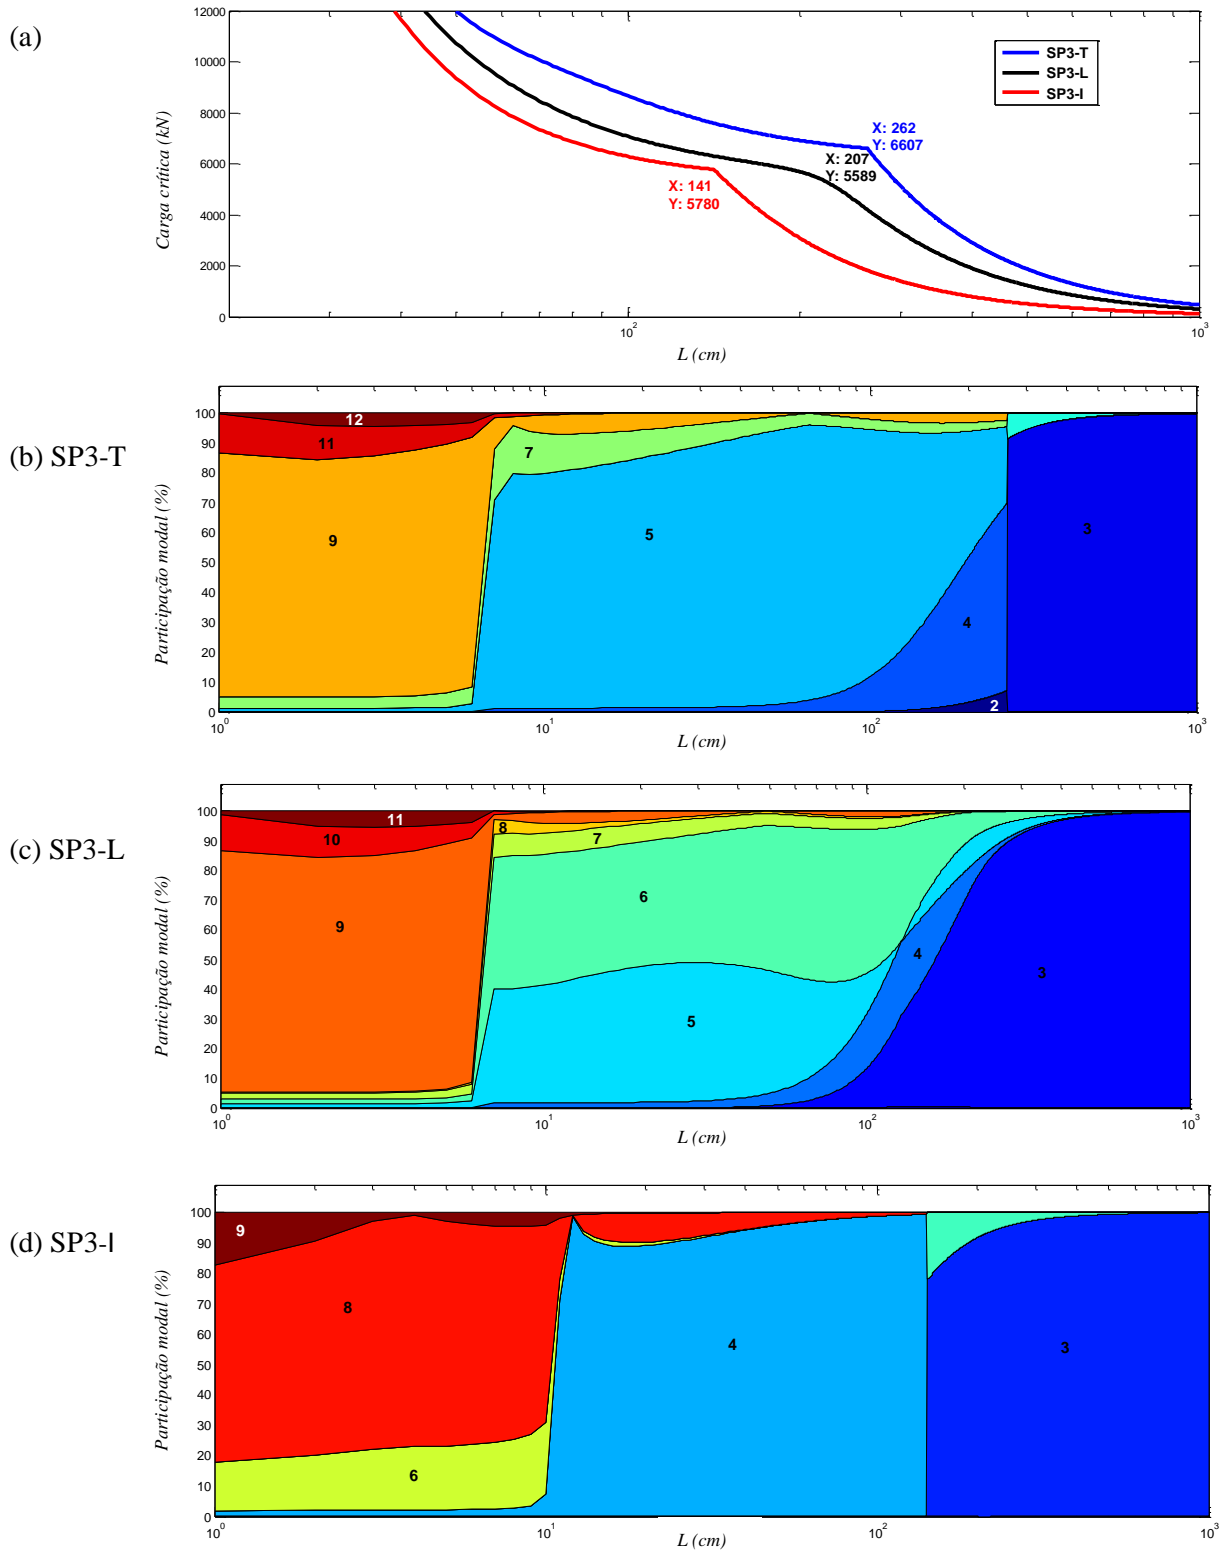 (a)
12000
10000
8000
6000
4000
2000
0
Carga crítica (kN)
SP3-T
SP3-L
SP3-I
X: 262
Y: 6607
X: 207
Y: 5589
X: 141
Y: 5780
10² 10³
L (cm)
(b) SP3-T
100
90
80
70
60
50
40
30
20
10
0
Participação modal (%)
12
11
9
7
5
4
3
2
10⁰ 10¹ 10² 10³
L (cm)
(c) SP3-L
100
90
80
70
60
50
40
30
20
10
0
Participação modal (%)
11
10
9
8
7
6
5
4
3
10⁰ 10¹ 10² 10³
L (cm)
(d) SP3-I
100
90
80
70
60
50
40
30
20
10
0
Participação modal (%)
9
8
6
4
3
10⁰ 10¹ 10² 10³
L (cm)